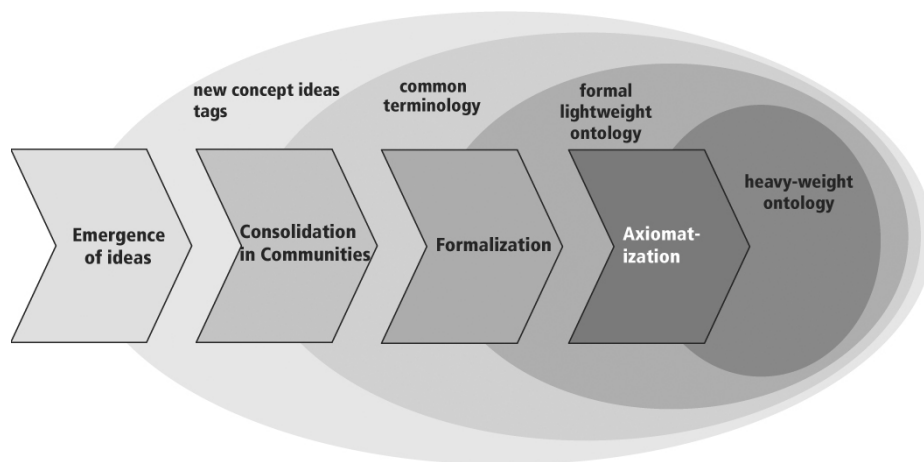 new concept ideas
tags
common
terminology
formal
lightweight
ontology
heavy-weight
ontology
Emergence
of ideas
Consolidation
in Communities
Formalization
Axiomat-
ization